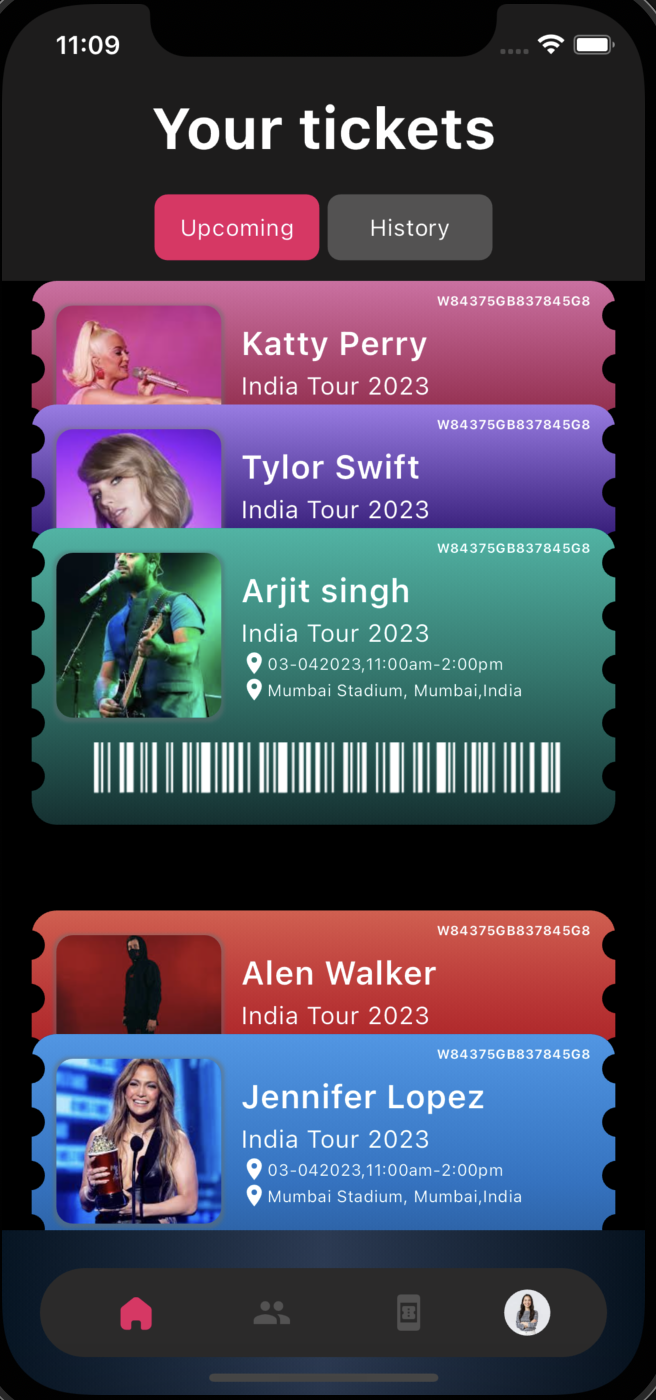 11:09
Your tickets
Upcoming
History
W84375GB837845G8
Katty Perry
India Tour 2023
W84375GB837845G8
Tylor Swift
India Tour 2023
W84375GB837845G8
Arjit singh
India Tour 2023
03-042023,11:00am-2:00pm
Mumbai Stadium, Mumbai,India
W84375GB837845G8
Alen Walker
India Tour 2023
W84375GB837845G8
Jennifer Lopez
India Tour 2023
03-042023,11:00am-2:00pm
Mumbai Stadium, Mumbai,India